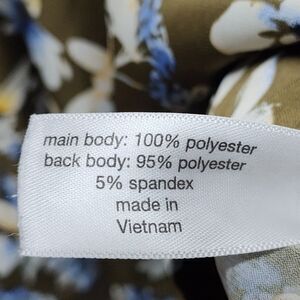 main body: 100% polyester
back body: 95% polyester
5% spandex
made in
Vietnam